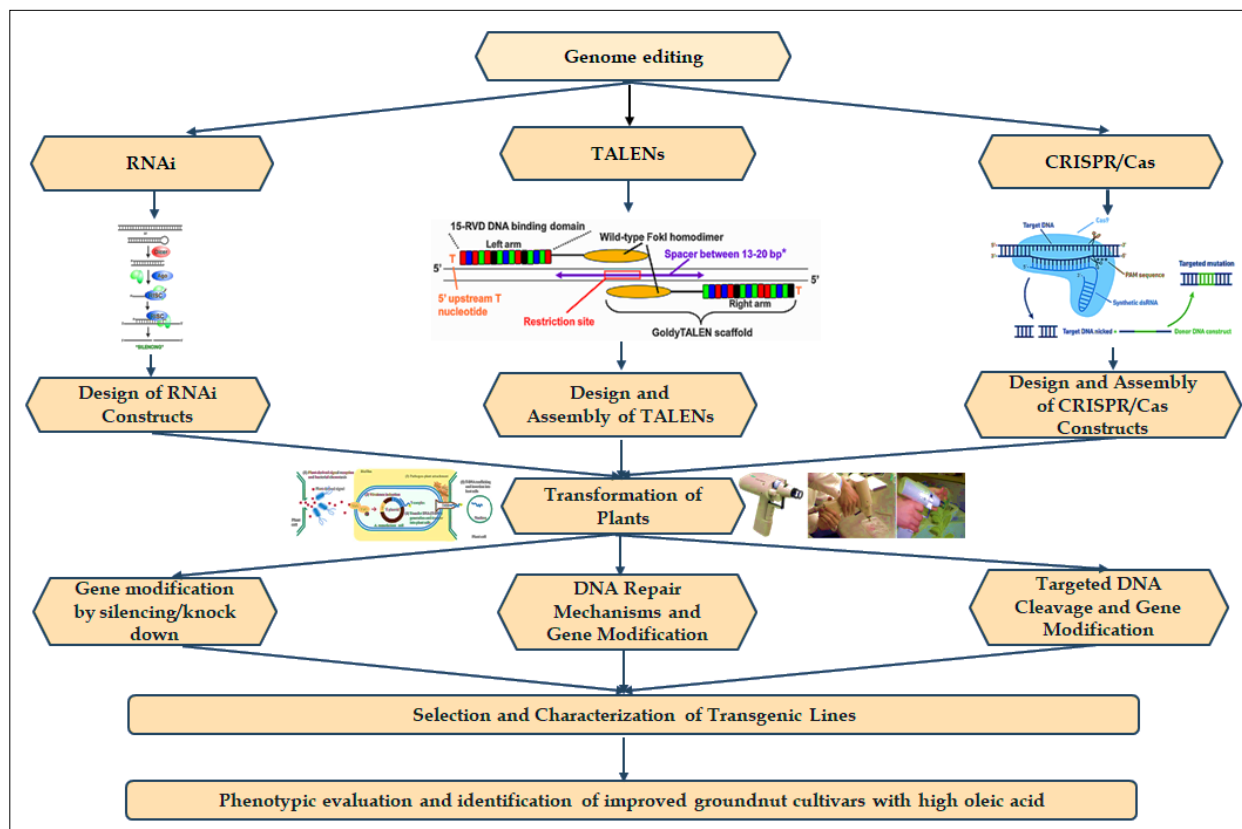 Genome editing
RNAi
TALENs
CRISPR/Cas
"SILENCING"
15-RVD DNA binding domain
Left arm
Wild-type FokI homodimer
Spacer between 13-20 bp*
T
5'
5'
5' upstream T
nucleotide
Restriction site
Right arm
T
GoldyTALEN scaffold
Cas9
Target DNA
PAM sequence
Synthetic dsRNA
Targeted mutation
Target DNA nicked +
Donor DNA construct
Design of RNAi
Constructs
Design and
Assembly of TALENs
Design and Assembly
of CRISPR/Cas
Constructs
Transformation of
Plants
Gene modification
by silencing/knock
down
DNA Repair
Mechanisms and
Gene Modification
Targeted DNA
Cleavage and Gene
Modification
Selection and Characterization of Transgenic Lines
Phenotypic evaluation and identification of improved groundnut cultivars with high oleic acid